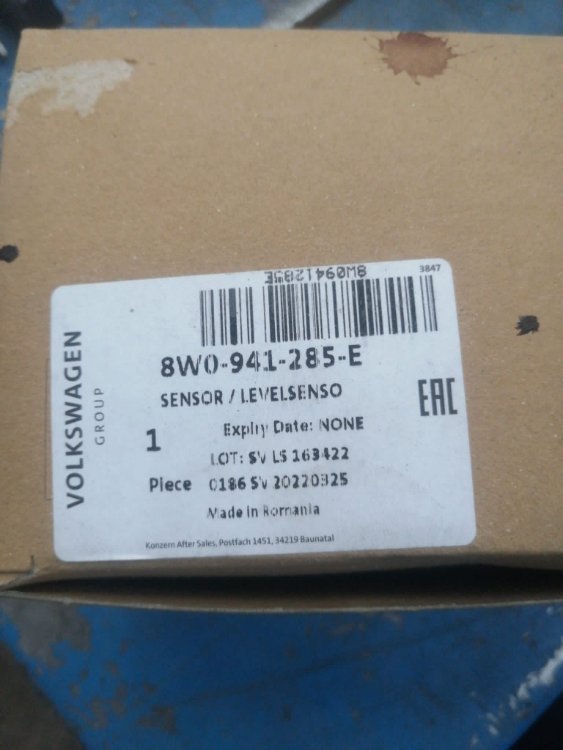 8W0941285E
3847
8W0-941-285-E
SENSOR / LEVELSENSO
EAC
VOLKSWAGEN
GROUP
1
Expiry Date: NONE
LOT: SV LS 163422
Piece 0186 SV 20220325
Made in Romania
Konzern After Sales, Postfach 1451, 34219 Baunatal